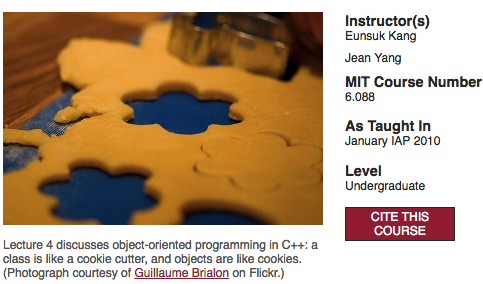 Instructor(s)
Eunsuk Kang
Jean Yang
MIT Course Number
6.088
As Taught In
January IAP 2010
Level
Undergraduate
CITE THIS
COURSE
Lecture 4 discusses object-oriented programming in C++: a
class is like a cookie cutter, and objects are like cookies.
(Photograph courtesy of Guillaume Brialon on Flickr.)